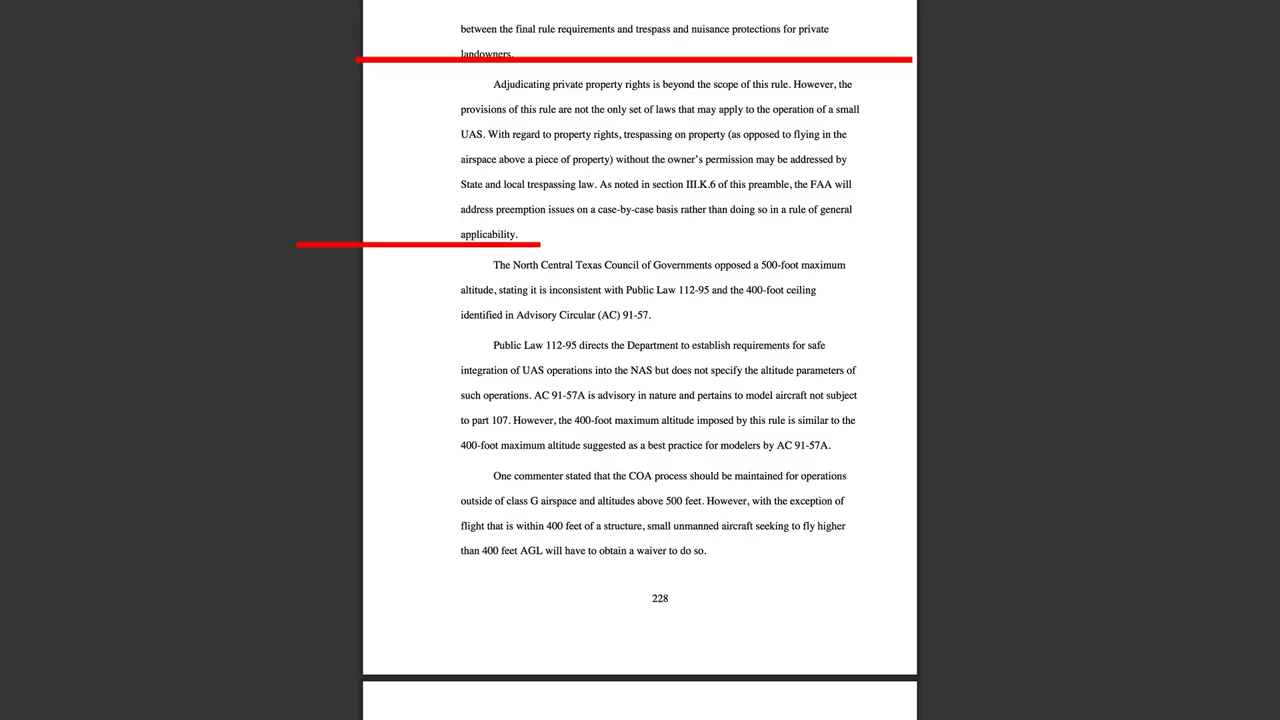 between the final rule requirements and trespass and nuisance protections for private
landowners.
Adjudicating private property rights is beyond the scope of this rule. However, the
provisions of this rule are not the only set of laws that may apply to the operation of a small
UAS. With regard to property rights, trespassing on property (as opposed to flying in the
airspace above a piece of property) without the owner's permission may be addressed by
State and local trespassing law. As noted in section III.K.6 of this preamble, the FAA will
address preemption issues on a case-by-case basis rather than doing so in a rule of general
applicability.
The North Central Texas Council of Governments opposed a 500-foot maximum
altitude, stating it is inconsistent with Public Law 112-95 and the 400-foot ceiling
identified in Advisory Circular (AC) 91-57.
Public Law 112-95 directs the Department to establish requirements for safe
integration of UAS operations into the NAS but does not specify the altitude parameters of
such operations. AC 91-57A is advisory in nature and pertains to model aircraft not subject
to part 107. However, the 400-foot maximum altitude imposed by this rule is similar to the
400-foot maximum altitude suggested as a best practice for modelers by AC 91-57A.
One commenter stated that the COA process should be maintained for operations
outside of class G airspace and altitudes above 500 feet. However, with the exception of
flight that is within 400 feet of a structure, small unmanned aircraft seeking to fly higher
than 400 feet AGL will have to obtain a waiver to do so.
228